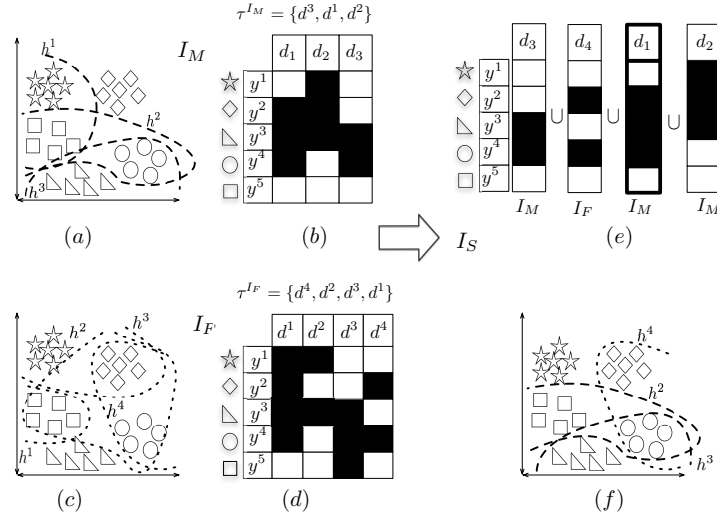 h^1
I_M
h^2
h^3
(a)
τ^{I_M} = {d^3, d^1, d^2}
d_1 d_2 d_3
y^1
y^2
y^3
y^4
y^5
(b)
d_3 d_4 d_1 d_2
y^1
y^2
y^3
y^4
y^5
∪ ∪ ∪
I_M I_F I_M I_M
I_S
(e)
h^3
h^2
I_F
h^4
h^1
(c)
τ^{I_F} = {d^4, d^2, d^3, d^1}
d^1 d^2 d^3 d^4
y^1
y^2
y^3
y^4
y^5
(d)
h^4
h^2
h^3
(f)